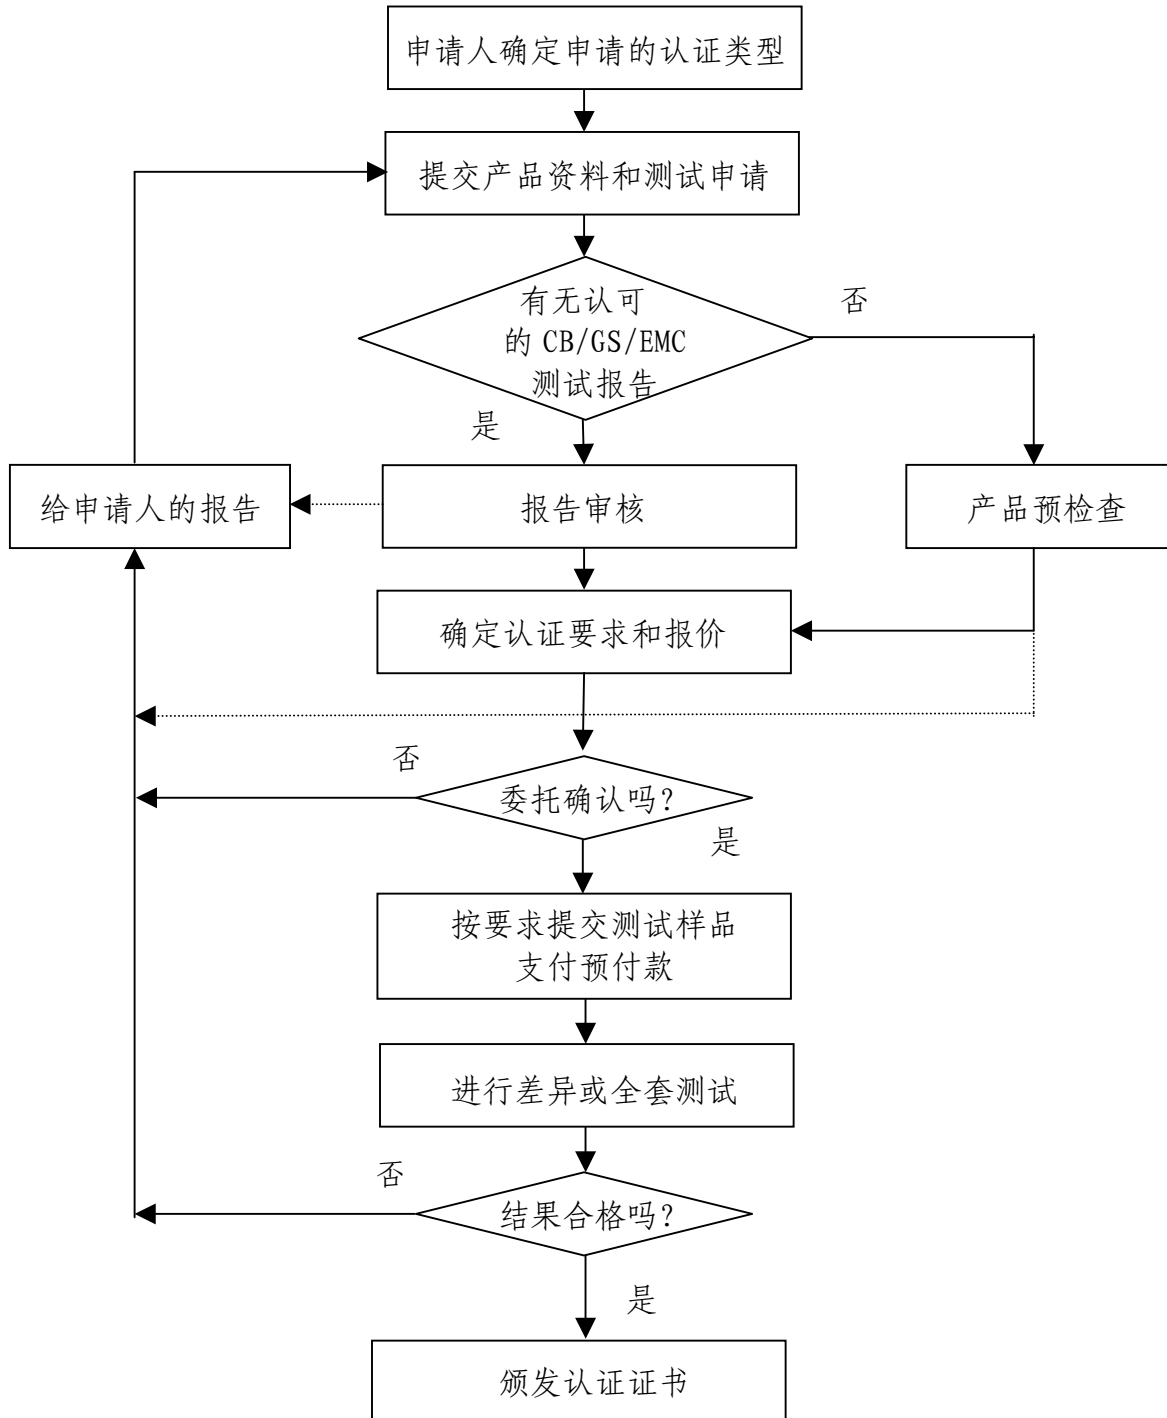 申请人确定申请的认证类型
提交产品资料和测试申请
有无认可
的 CB/GS/EMC
测试报告
否
是
给申请人的报告
报告审核
产品预检查
确定认证要求和报价
否
委托确认吗?
是
按要求提交测试样品
支付预付款
进行差异或全套测试
否
结果合格吗?
是
颁发认证证书